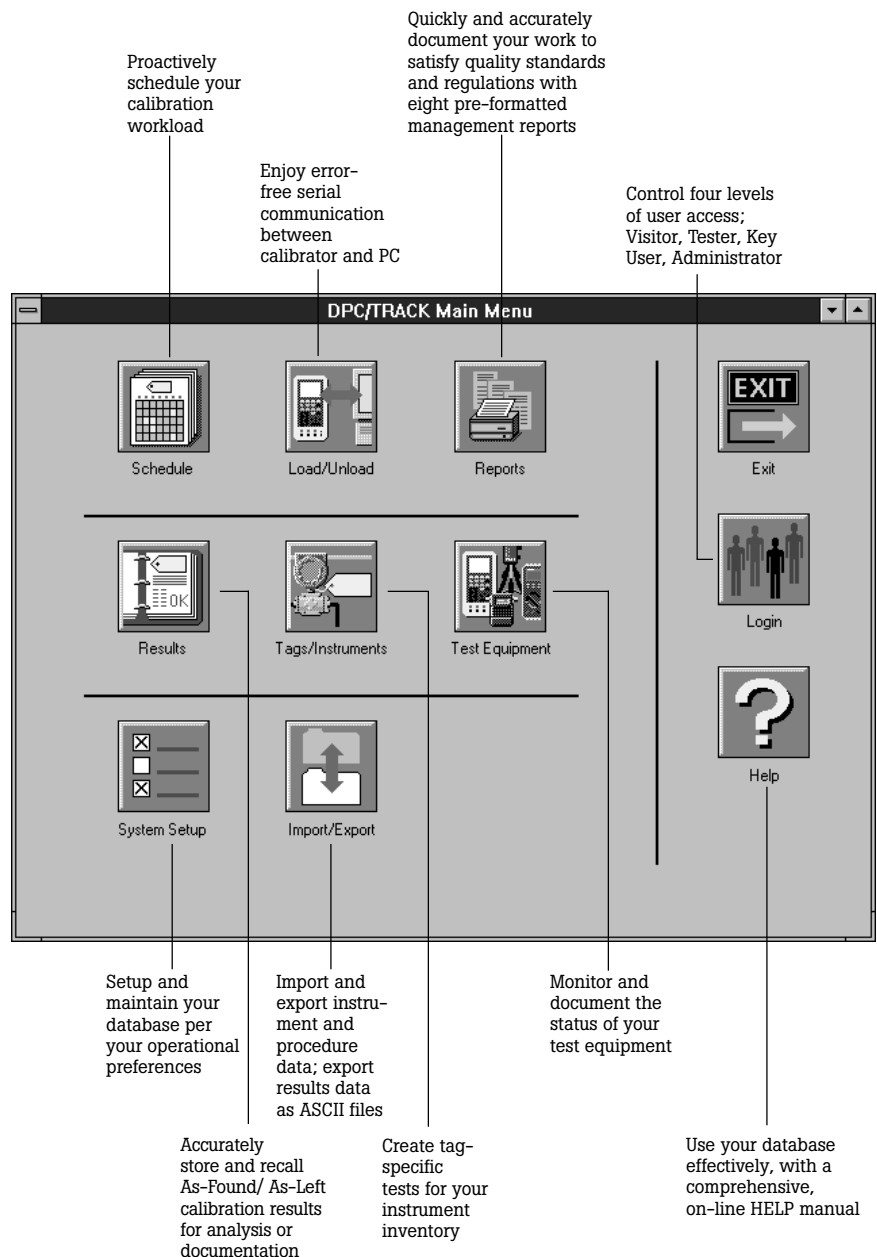 Quickly and accurately
document your work to
satisfy quality standards
and regulations with
eight pre-formatted
management reports
Proactively
schedule your
calibration
workload
Enjoy error-
free serial
communication
between
calibrator and PC
Control four levels
of user access;
Visitor, Tester, Key
User, Administrator
DPC/TRACK Main Menu
EXIT
Schedule
Load/Unload
Reports
Exit
OK
Results
Tags/Instruments
Test Equipment
Login
?
Help
System Setup
Import/Export
Setup and
maintain your
database per
your operational
preferences
Import and
export instru-
ment and
procedure
data; export
results data
as ASCII files
Monitor and
document the
status of your
test equipment
Accurately
store and recall
As-Found/ As-Left
calibration results
for analysis or
documentation
Create tag-
specific
tests for your
instrument
inventory
Use your database
effectively, with a
comprehensive,
on-line HELP manual